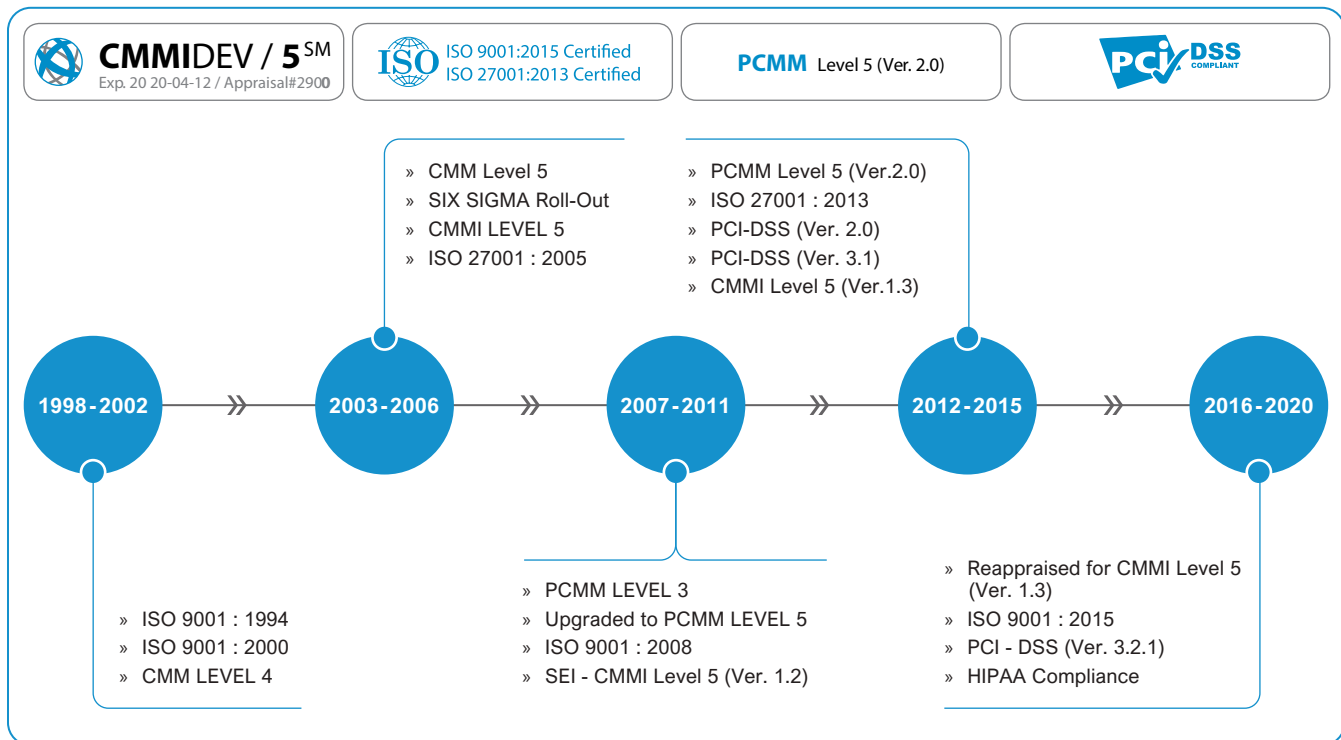 CMMIDEV / 5 SM
Exp. 20 20-04-12 / Appraisal#2900
ISO
ISO 9001:2015 Certified
ISO 27001:2013 Certified
PCMM Level 5 (Ver. 2.0)
PCi DSS
COMPLIANT
» CMM Level 5
» SIX SIGMA Roll-Out
» CMMI LEVEL 5
» ISO 27001 : 2005
» PCMM Level 5 (Ver.2.0)
» ISO 27001 : 2013
» PCI-DSS (Ver. 2.0)
» PCI-DSS (Ver. 3.1)
» CMMI Level 5 (Ver.1.3)
1998-2002
2003-2006
2007-2011
2012-2015
2016-2020
» ISO 9001 : 1994
» ISO 9001 : 2000
» CMM LEVEL 4
» PCMM LEVEL 3
» Upgraded to PCMM LEVEL 5
» ISO 9001 : 2008
» SEI - CMMI Level 5 (Ver. 1.2)
» Reappraised for CMMI Level 5
(Ver. 1.3)
» ISO 9001 : 2015
» PCI - DSS (Ver. 3.2.1)
» HIPAA Compliance